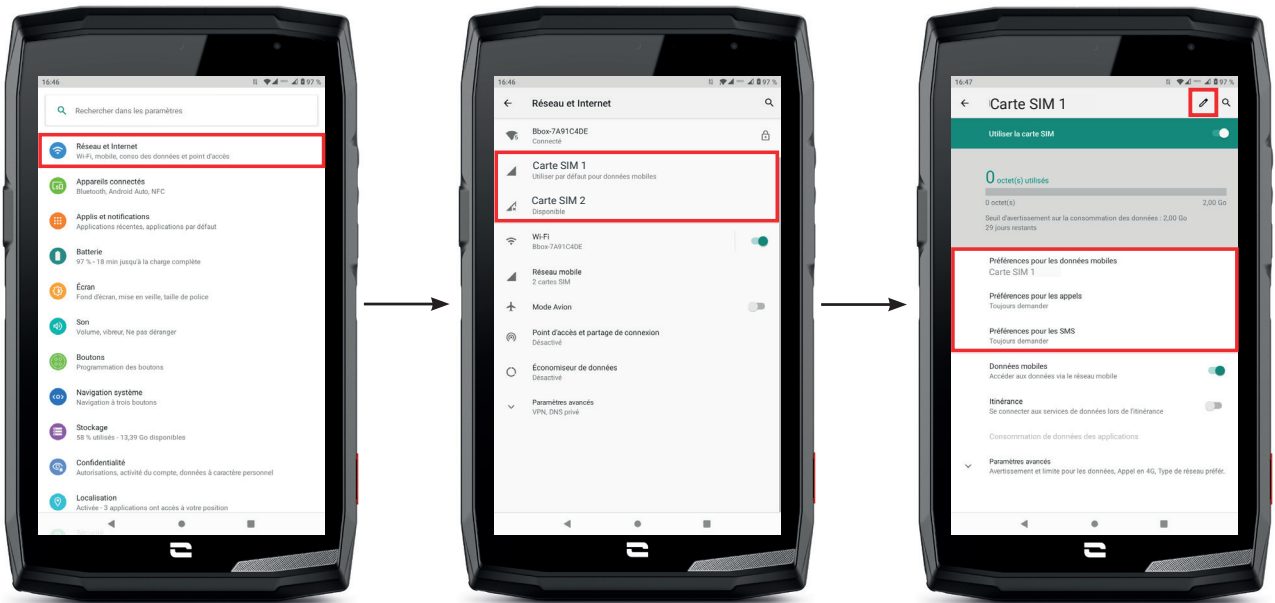 16:46
97 %
Rechercher dans les paramètres
Réseau et Internet
Wi-Fi, mobile, conso des données et point d'accès
Appareils connectés
Bluetooth, Android Auto, NFC
Applis et notifications
Applications récentes, applications par défaut
Batterie
97 % - 18 min jusqu'à la charge complète
Écran
Fond d'écran, mise en veille, taille de police
Son
Volume, vibreur, Ne pas déranger
Boutons
Programmation des boutons
Navigation système
Navigation à trois boutons
Stockage
58 % utilisés - 13,39 Go disponibles
Confidentialité
Autorisations, activité du compte, données à caractère personnel
Localisation
Activée - 3 applications ont accès à votre position
16:46
97 %
Réseau et Internet
Bbox-7A91C4DE
Connecté
Carte SIM 1
Utiliser par défaut pour données mobiles
Carte SIM 2
Disponible
Wi-Fi
Bbox-7A91C4DE
Réseau mobile
2 cartes SIM
Mode Avion
Point d'accès et partage de connexion
Désactivé
Économiseur de données
Désactivé
Paramètres avancés
VPN, DNS privé
16:47
97 %
Carte SIM 1
Utiliser la carte SIM
0 octet(s) utilisés
0 octet(s) 2,00 Go
Seuil d'avertissement sur la consommation des données : 2,00 Go
29 jours restants
Préférences pour les données mobiles
Carte SIM 1
Préférences pour les appels
Toujours demander
Préférences pour les SMS
Toujours demander
Données mobiles
Accéder aux données via le réseau mobile
Itinérance
Se connecter aux services de données lors de l'itinérance
Consommation de données des applications
Paramètres avancés
Avertissement et limite pour les données, Appel en 4G, Type de réseau préfér.